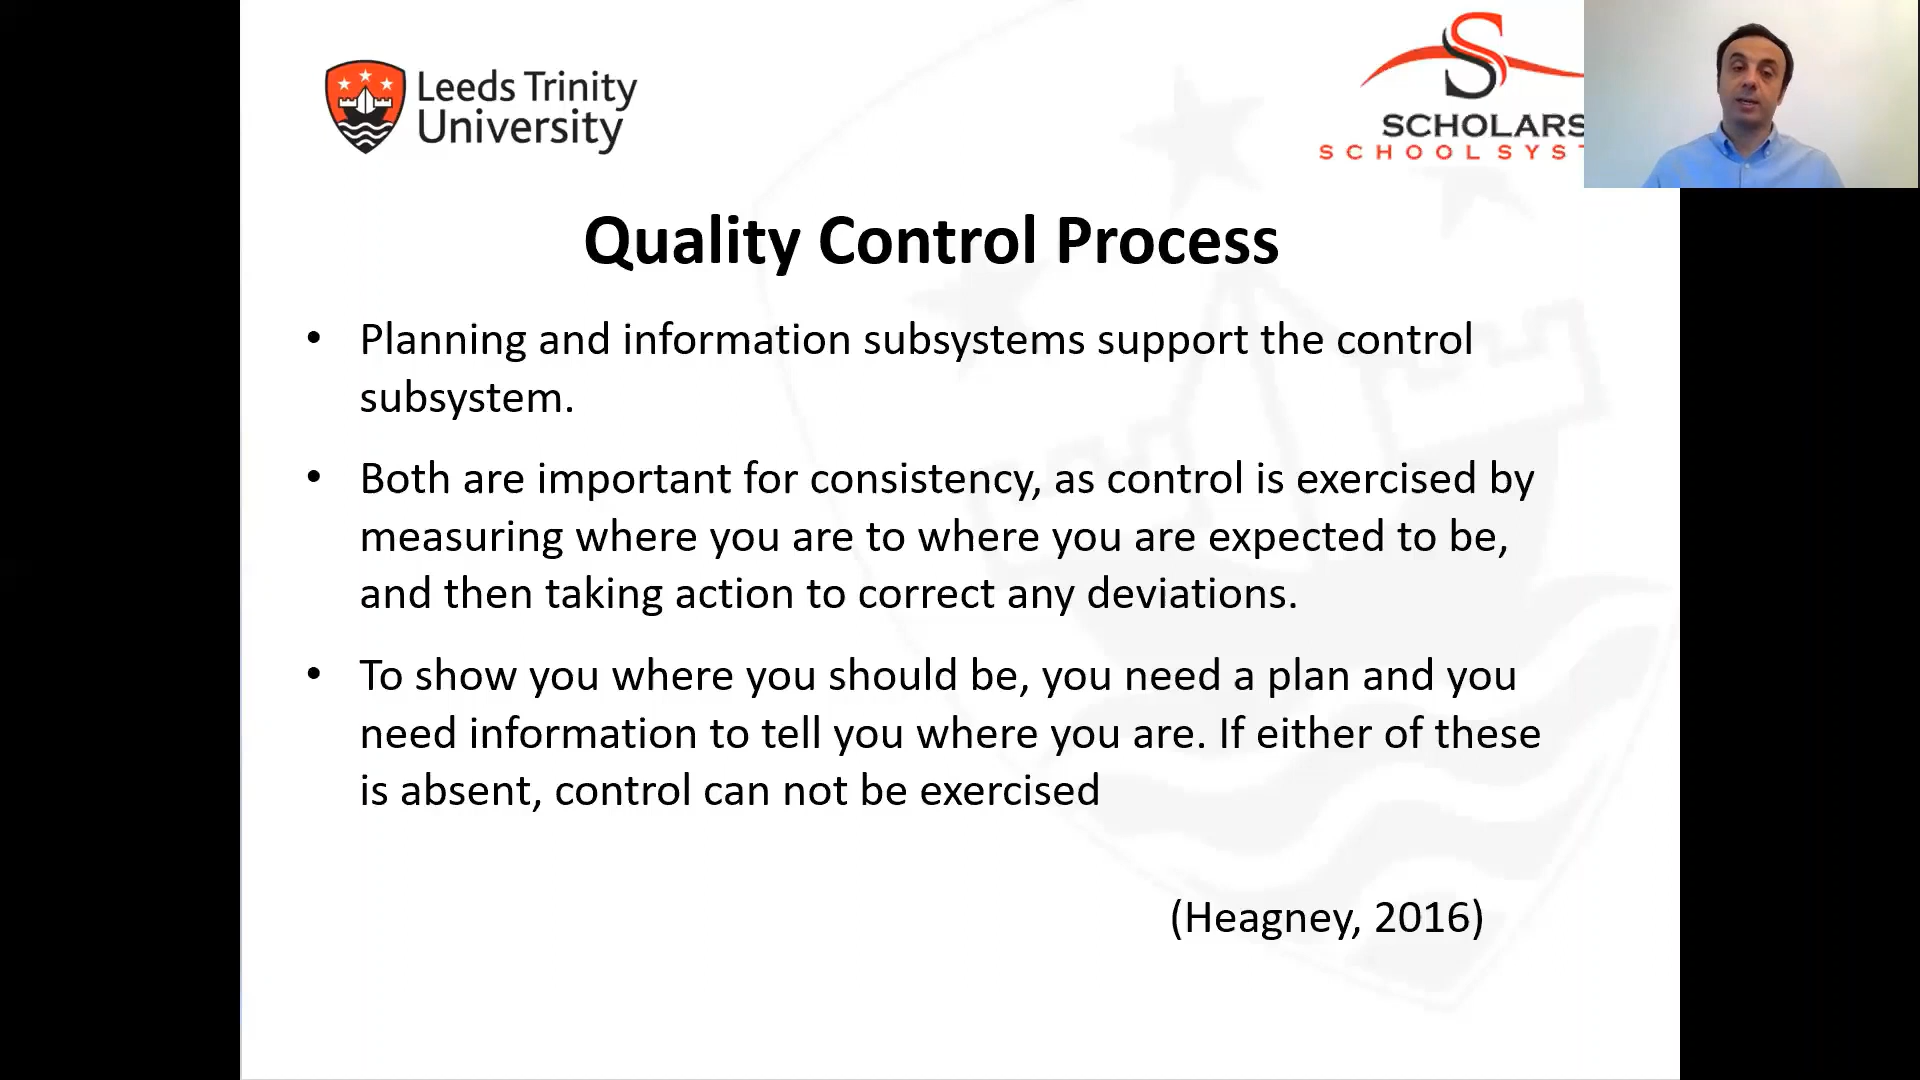 Leeds Trinity
University
SCHOLARS
SCHOOL SYST
Quality Control Process
• Planning and information subsystems support the control
subsystem.
• Both are important for consistency, as control is exercised by
measuring where you are to where you are expected to be,
and then taking action to correct any deviations.
• To show you where you should be, you need a plan and you
need information to tell you where you are. If either of these
is absent, control can not be exercised
(Heagney, 2016)